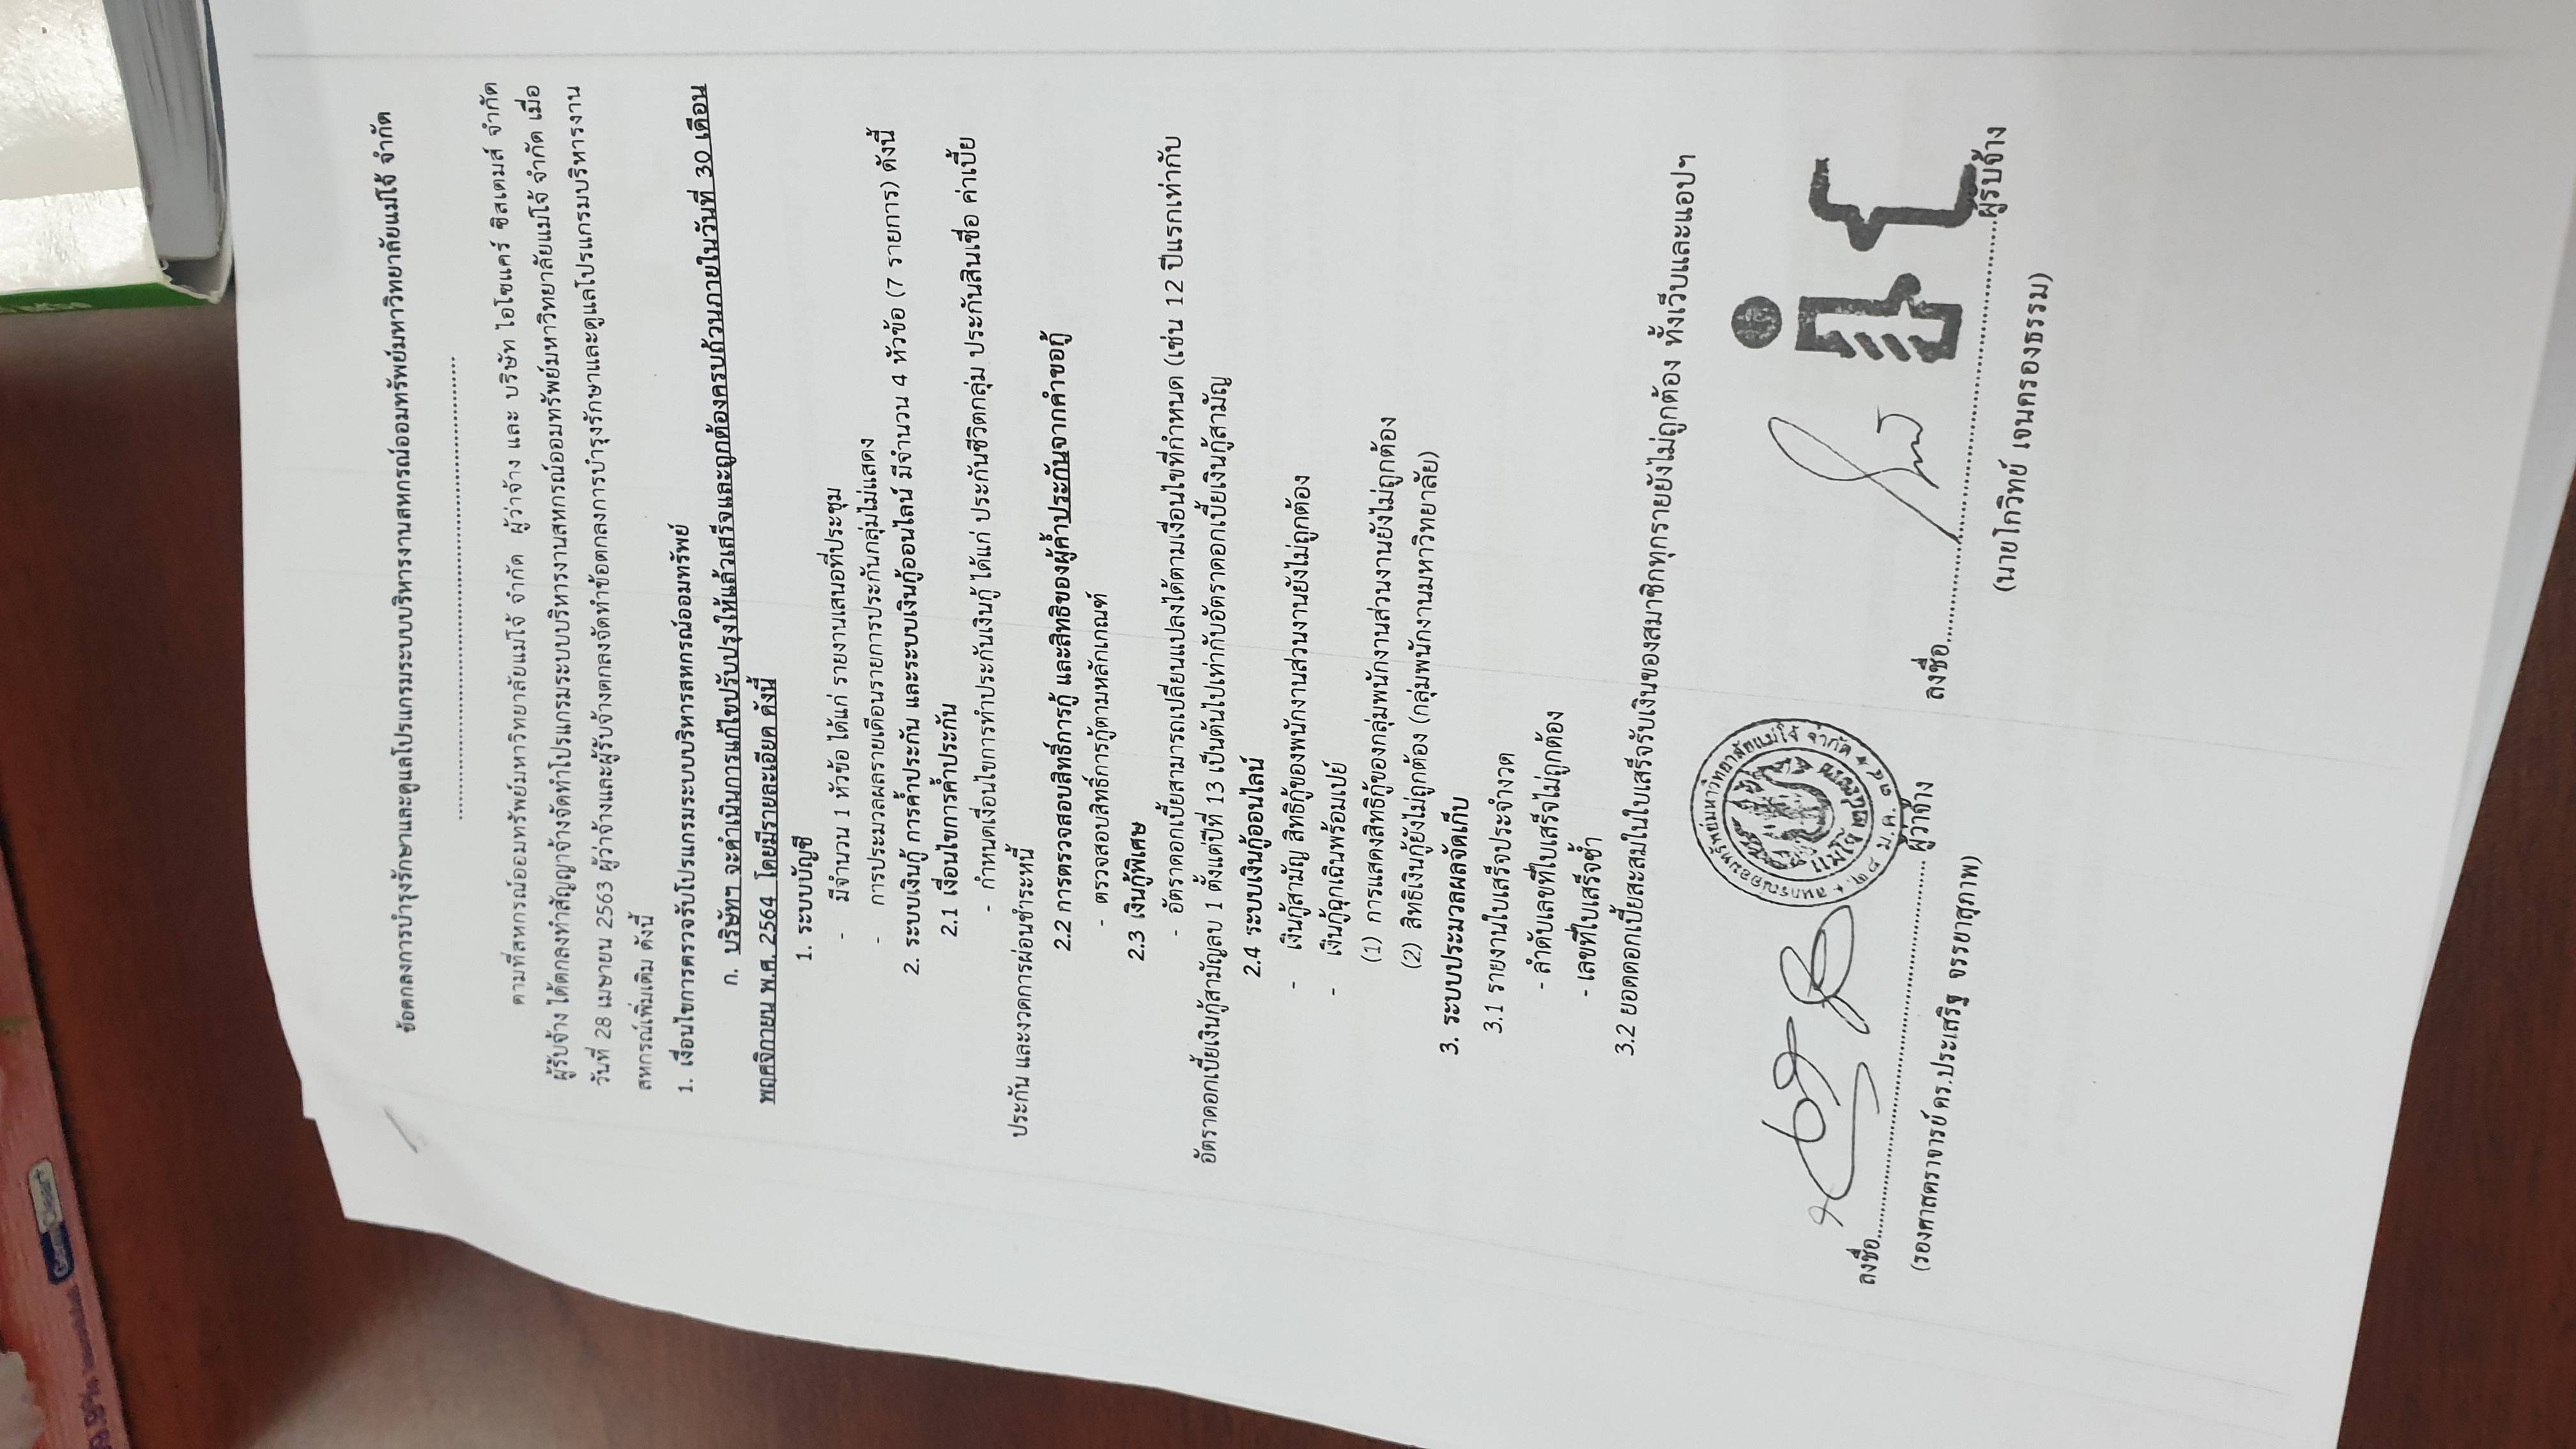 ข้อตกลงการบำรุงรักษาและดูแลโปรแกรมระบบบริหารงานสหกรณ์ออมทรัพย์มหาวิทยาลัยแม่โจ้ จำกัด
ตามที่สหกรณ์ออมทรัพย์มหาวิทยาลัยแม่โจ้ จำกัด ผู้ว่าจ้าง และ บริษัท ไอโซแคร์ ซิสเตมส์ จำกัด
ผู้รับจ้าง ได้ตกลงทำสัญญาจ้างจัดทำโปรแกรมระบบบริหารงานสหกรณ์ออมทรัพย์มหาวิทยาลัยแม่โจ้ จำกัด เมื่อ
วันที่ 28 เมษายน 2563 ผู้ว่าจ้างและผู้รับจ้างตกลงจัดทำข้อตกลงการบำรุงรักษาและดูแลโปรแกรมบริหารงาน
สหกรณ์เพิ่มเติม ดังนี้
1. เงื่อนไขการตรวจรับโปรแกรมระบบบริหารสหกรณ์ออมทรัพย์
ก. บริษัทฯ จะดำเนินการแก้ไขปรับปรุงให้แล้วเสร็จและถูกต้องครบถ้วนภายในวันที่ 30 เดือน
พฤศจิกายน พ.ศ. 2564 โดยมีรายละเอียด ดังนี้
1. ระบบบัญชี
- มีจำนวน 1 หัวข้อ ได้แก่ รายงานเสนอที่ประชุม
- การประมวลผลรายเดือนรายการประกันกลุ่มไม่แสดง
2. ระบบเงินกู้ การค้ำประกัน และระบบเงินกู้ออนไลน์ มีจำนวน 4 หัวข้อ (7 รายการ) ดังนี้
2.1 เงื่อนไขการค้ำประกัน
- กำหนดเงื่อนไขการทำประกันเงินกู้ ได้แก่ ประกันชีวิตกลุ่ม ประกันสินเชื่อ ค่าเบี้ย
ประกัน และงวดการผ่อนชำระหนี้
2.2 การตรวจสอบสิทธิ์การกู้ และสิทธิของผู้ค้ำประกันจากคำขอกู้
- ตรวจสอบสิทธิ์การกู้ตามหลักเกณฑ์
2.3 เงินกู้พิเศษ
- อัตราดอกเบี้ยสามารถเปลี่ยนแปลงได้ตามเงื่อนไขที่กำหนด (เช่น 12 ปีแรกเท่ากับ
อัตราดอกเบี้ยเงินกู้สามัญลบ 1 ตั้งแต่ปีที่ 13 เป็นต้นไปเท่ากับอัตราดอกเบี้ยเงินกู้สามัญ
2.4 ระบบเงินกู้ออนไลน์
- เงินกู้สามัญ สิทธิกู้ของพนักงานส่วนงานยังไม่ถูกต้อง
- เงินกู้ฉุกเฉินพร้อมเปย์
(1) การแสดงสิทธิกู้ของกลุ่มพนักงานส่วนงานยังไม่ถูกต้อง
(2) สิทธิเงินกู้ยังไม่ถูกต้อง (กลุ่มพนักงานมหาวิทยาลัย)
3. ระบบประมวลผลจัดเก็บ
3.1 รายงานใบเสร็จประจำงวด
- ลำดับเลขที่ใบเสร็จไม่ถูกต้อง
- เลขที่ใบเสร็จซ้ำ
3.2 ยอดดอกเบี้ยสะสมในใบเสร็จรับเงินของสมาชิกทุกรายยังไม่ถูกต้อง ทั้งเว็บและแอปฯ
ลงชื่อ..............................ผู้ว่าจ้าง
(รองศาสตราจารย์ ดร.ประเสริฐ จรรยาสุภาพ)
สหกรณ์ออมทรัพย์มหาวิทยาลัยแม่โจ้ จำกัด
ลงชื่อ..............................ผู้รับจ้าง
(นายโกวิทย์ เจนครองธรรม)